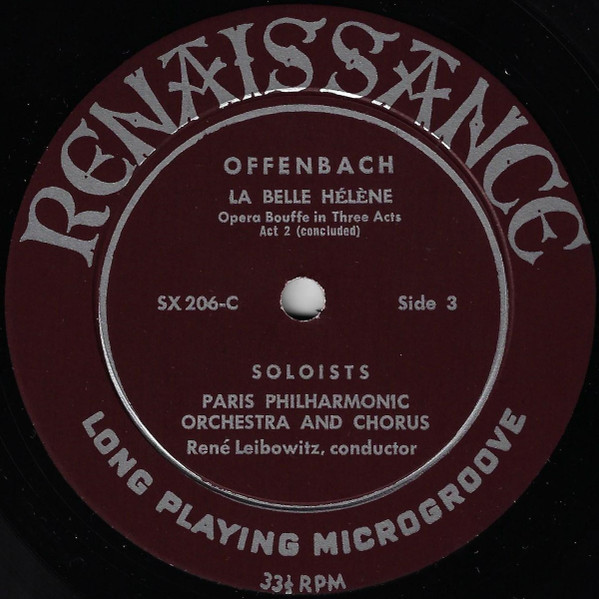 RENAISSANCE
OFFENBACH
LA BELLE HÉLÈNE
Opera Bouffe in Three Acts
Act 2 (concluded)
SX 206-C
Side 3
SOLOISTS
PARIS PHILHARMONIC
ORCHESTRA AND CHORUS
René Leibowitz, conductor
LONG PLAYING MICROGROOVE
33⅓ RPM